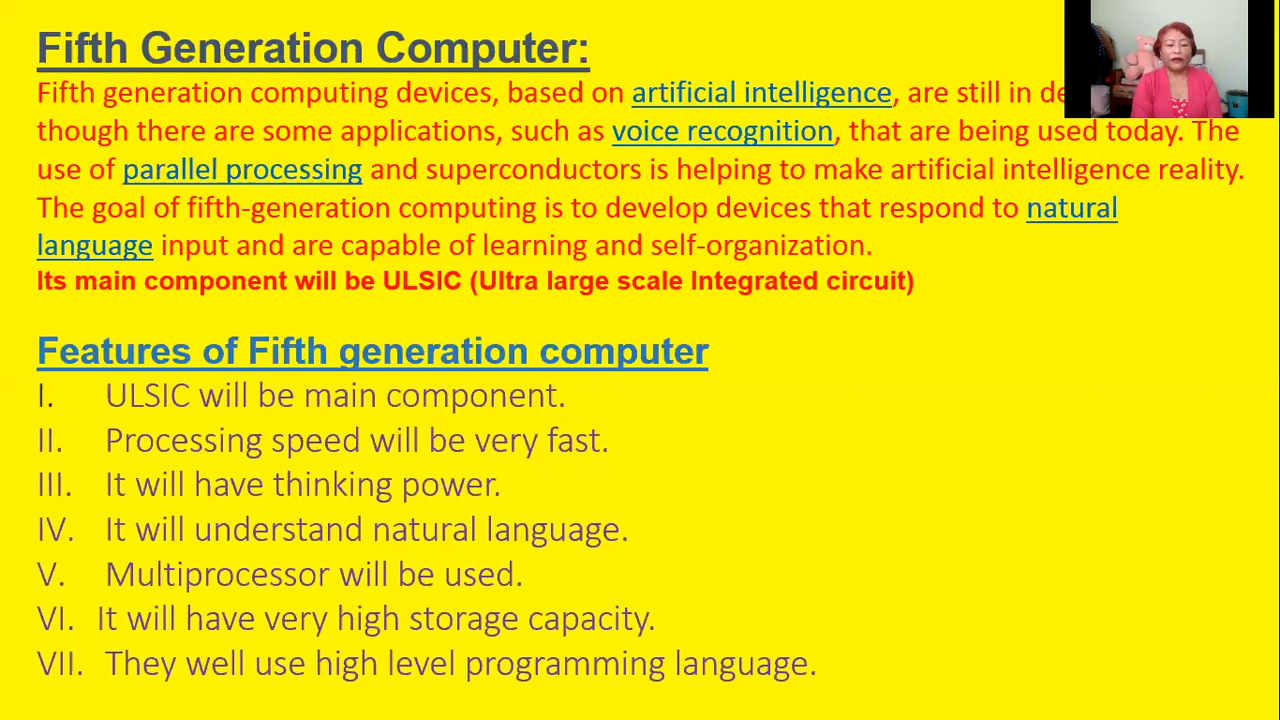 Fifth Generation Computer:
Fifth generation computing devices, based on artificial intelligence, are still in
though there are some applications, such as voice recognition, that are being used today. The
use of parallel processing and superconductors is helping to make artificial intelligence reality.
The goal of fifth-generation computing is to develop devices that respond to natural
language input and are capable of learning and self-organization.
Its main component will be ULSIC (Ultra large scale Integrated circuit)
Features of Fifth generation computer
I. ULSIC will be main component.
II. Processing speed will be very fast.
III. It will have thinking power.
IV. It will understand natural language.
V. Multiprocessor will be used.
VI. It will have very high storage capacity.
VII. They well use high level programming language.